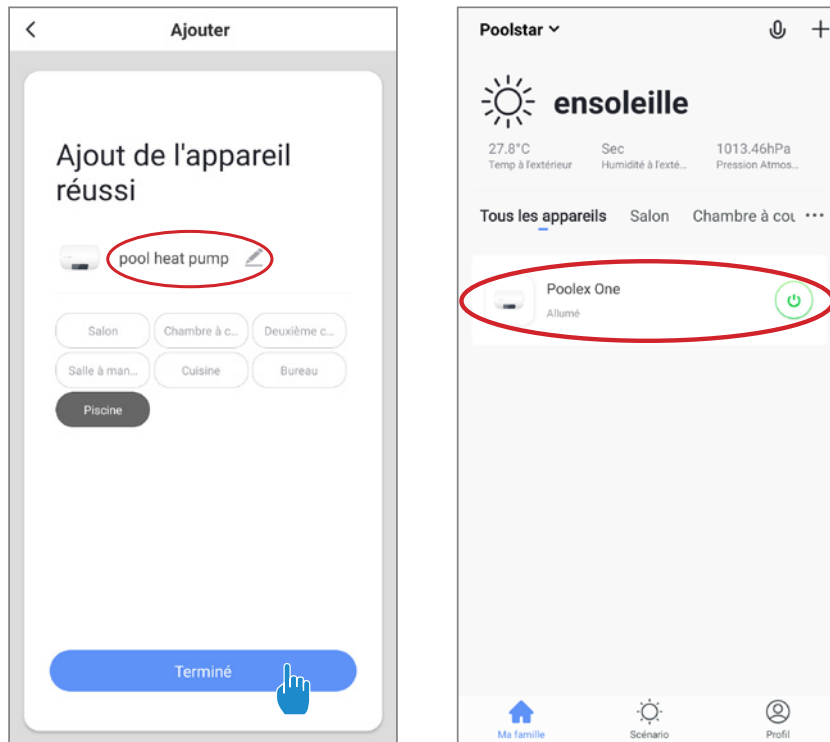 Ajouter
Ajout de l'appareil
réussi
pool heat pump
Salon
Chambre à c...
Deuxième c...
Salle à man...
Cuisine
Bureau
Piscine
Terminé
Poolstar
ensoleille
27.8°C
Sec
1013.46hPa
Temp à l'extérieur
Humidité à l'exté...
Pression Atmos...
Tous les appareils
Salon
Chambre à cou
Poolex One
Allumé
Ma famille
Scénario
Profil